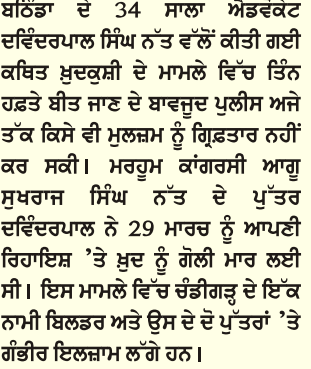 ਬਠਿੰਡਾ ਦੇ 34 ਸਾਲਾ ਐਡਵੋਕੇਟ
ਦਵਿੰਦਰਪਾਲ ਸਿੰਘ ਨੱਤ ਵੱਲੋਂ ਕੀਤੀ ਗਈ
ਕਥਿਤ ਖ਼ੁਦਕੁਸ਼ੀ ਦੇ ਮਾਮਲੇ ਵਿੱਚ ਤਿੰਨ
ਹਫ਼ਤੇ ਬੀਤ ਜਾਣ ਦੇ ਬਾਵਜੂਦ ਪੁਲੀਸ ਅਜੇ
ਤੱਕ ਕਿਸੇ ਵੀ ਮੁਲਜ਼ਮ ਨੂੰ ਗ੍ਰਿਫ਼ਤਾਰ ਨਹੀਂ
ਕਰ ਸਕੀ। ਮਰਹੂਮ ਕਾਂਗਰਸੀ ਆਗੂ
ਸੁਖਰਾਜ ਸਿੰਘ ਨੱਤ ਦੇ ਪੁੱਤਰ
ਦਵਿੰਦਰਪਾਲ ਨੇ 29 ਮਾਰਚ ਨੂੰ ਆਪਣੀ
ਰਿਹਾਇਸ਼ ’ਤੇ ਖ਼ੁਦ ਨੂੰ ਗੋਲੀ ਮਾਰ ਲਈ
ਸੀ। ਇਸ ਮਾਮਲੇ ਵਿੱਚ ਚੰਡੀਗੜ੍ਹ ਦੇ ਇੱਕ
ਨਾਮੀ ਬਿਲਡਰ ਅਤੇ ਉਸ ਦੇ ਦੋ ਪੁੱਤਰਾਂ ’ਤੇ
ਗੰਭੀਰ ਇਲਜ਼ਾਮ ਲੱਗੇ ਹਨ।